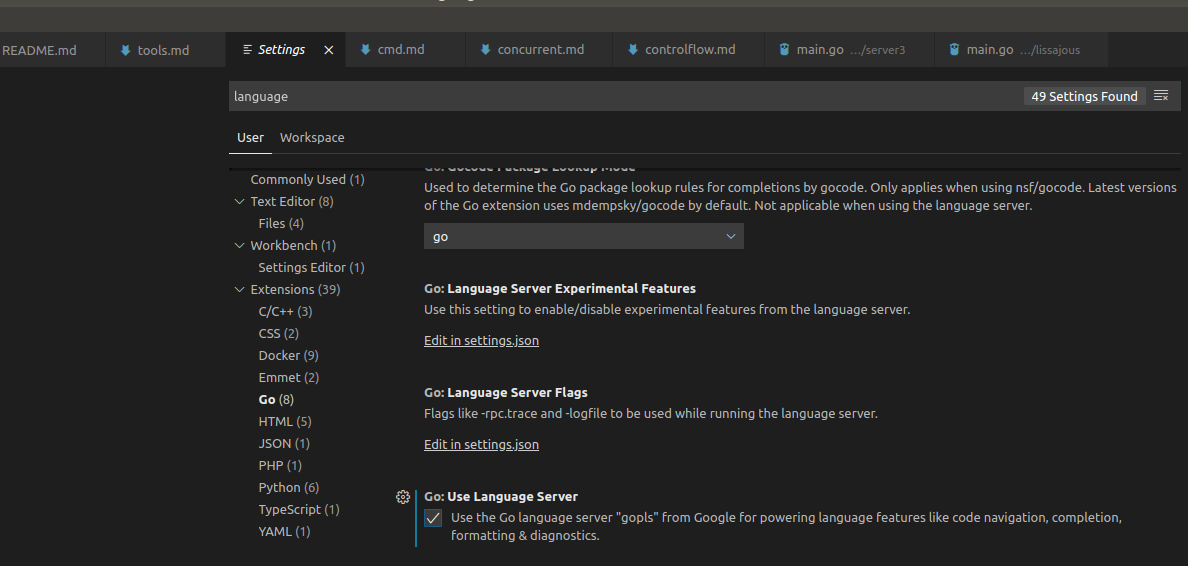 README.md
tools.md
Settings
cmd.md
concurrent.md
controlflow.md
main.go .../server3
main.go .../lissajous
language
49 Settings Found
User
Workspace
Commonly Used (1)
Text Editor (8)
Files (4)
Workbench (1)
Settings Editor (1)
Extensions (39)
C/C++ (3)
CSS (2)
Docker (9)
Emmet (2)
Go (8)
HTML (5)
JSON (1)
PHP (1)
Python (6)
TypeScript (1)
YAML (1)
Go: Gocode Package Lookup Mode
Used to determine the Go package lookup rules for completions by gocode. Only applies when using nsf/gocode. Latest versions
of the Go extension uses mdempsky/gocode by default. Not applicable when using the language server.
go
Go: Language Server Experimental Features
Use this setting to enable/disable experimental features from the language server.
Edit in settings.json
Go: Language Server Flags
Flags like -rpc.trace and -logfile to be used while running the language server.
Edit in settings.json
Go: Use Language Server
Use the Go language server "gopls" from Google for powering language features like code navigation, completion,
formatting & diagnostics.